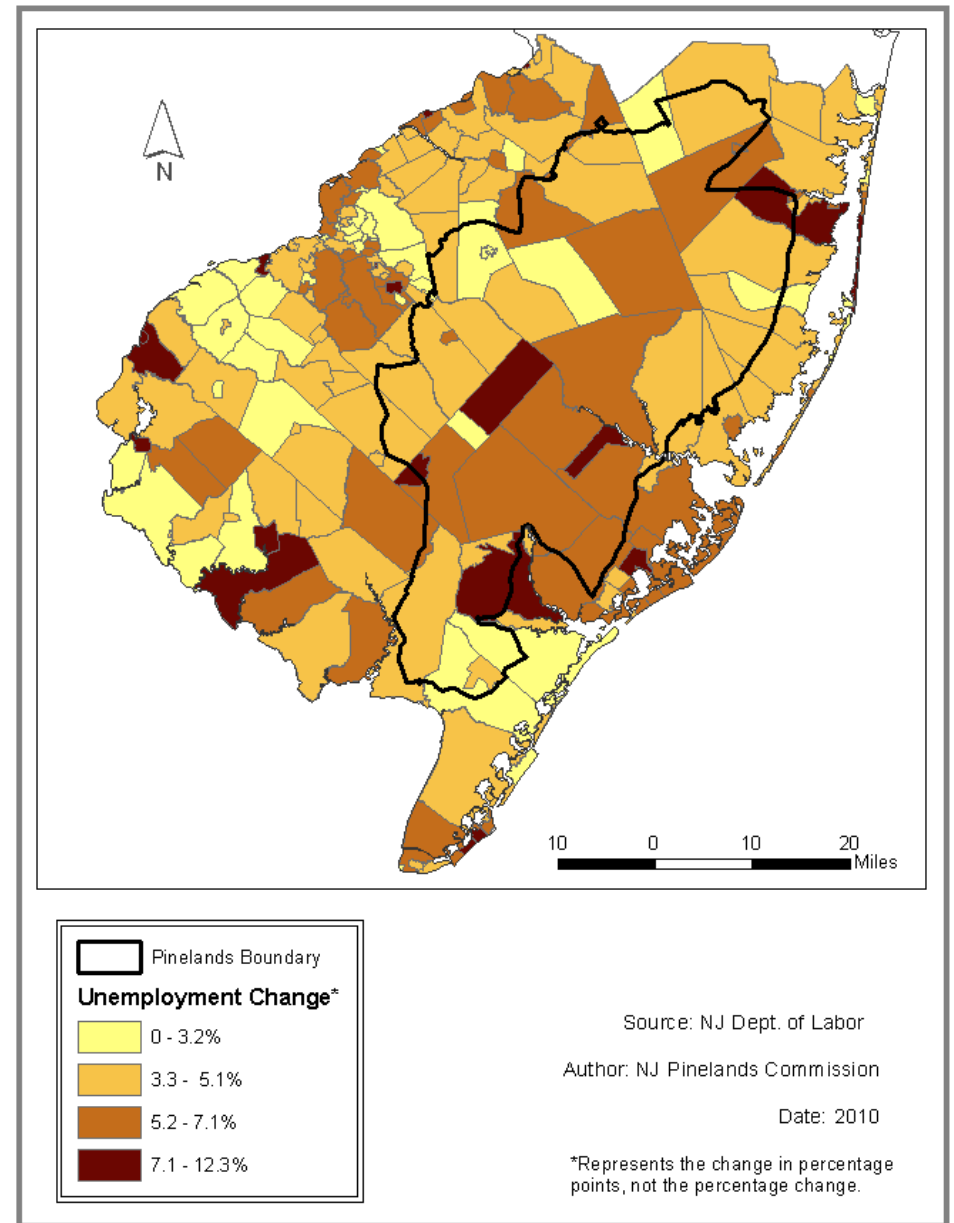 N
10 0 10 20
Miles
Pinelands Boundary
Unemployment Change*
0 - 3.2%
3.3 - 5.1%
5.2 - 7.1%
7.1 - 12.3%
Source: NJ Dept. of Labor
Author: NJ Pinelands Commission
Date: 2010
*Represents the change in percentage
points, not the percentage change.